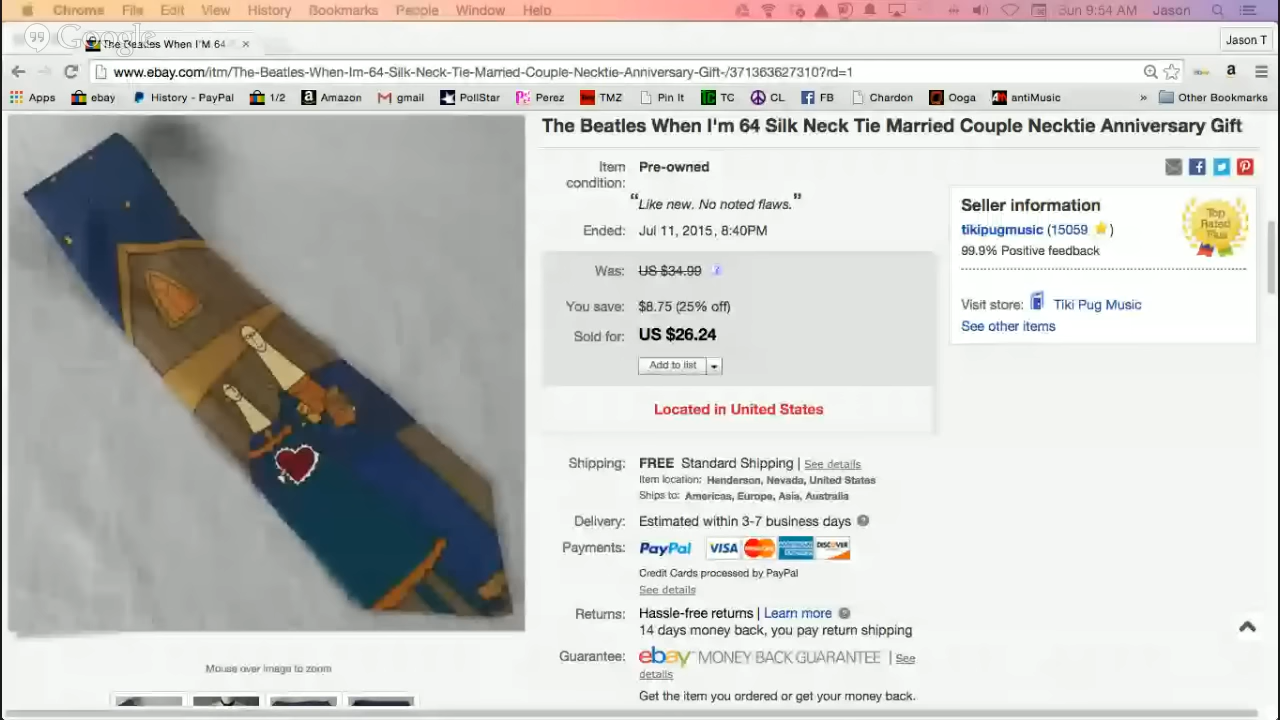 Chrome File Edit View History Bookmarks People Window Help
Sun 9:54 AM Jason
Google
The Beatles When I'M 64
Jason T
www.ebay.com/itm/The-Beatles-When-Im-64-Silk-Neck-Tie-Married-Couple-Necktie-Anniversary-Gift-/371363627310?rd=1
Apps ebay History - PayPal 1/2 Amazon gmail PollStar Perez TMZ Pin It TC CL FB Chardon Ooga antiMusic » Other Bookmarks
The Beatles When I'm 64 Silk Neck Tie Married Couple Necktie Anniversary Gift
Item condition: Pre-owned
“Like new. No noted flaws.”
Ended: Jul 11, 2015, 8:40PM
Was: US $34.99
You save: $8.75 (25% off)
Sold for: US $26.24
Add to list
Located in United States
Shipping: FREE Standard Shipping | See details
Item location: Henderson, Nevada, United States
Ships to: Americas, Europe, Asia, Australia
Delivery: Estimated within 3-7 business days
Payments: PayPal VISA MasterCard DISCOVER
Credit Cards processed by PayPal
See details
Returns: Hassle-free returns | Learn more
14 days money back, you pay return shipping
Guarantee: ebay MONEY BACK GUARANTEE | See details
Get the item you ordered or get your money back.
Seller information
tikipugmusic (15059 )
99.9% Positive feedback
Top Rated Plus
Visit store: Tiki Pug Music
See other items
Mouse over image to zoom